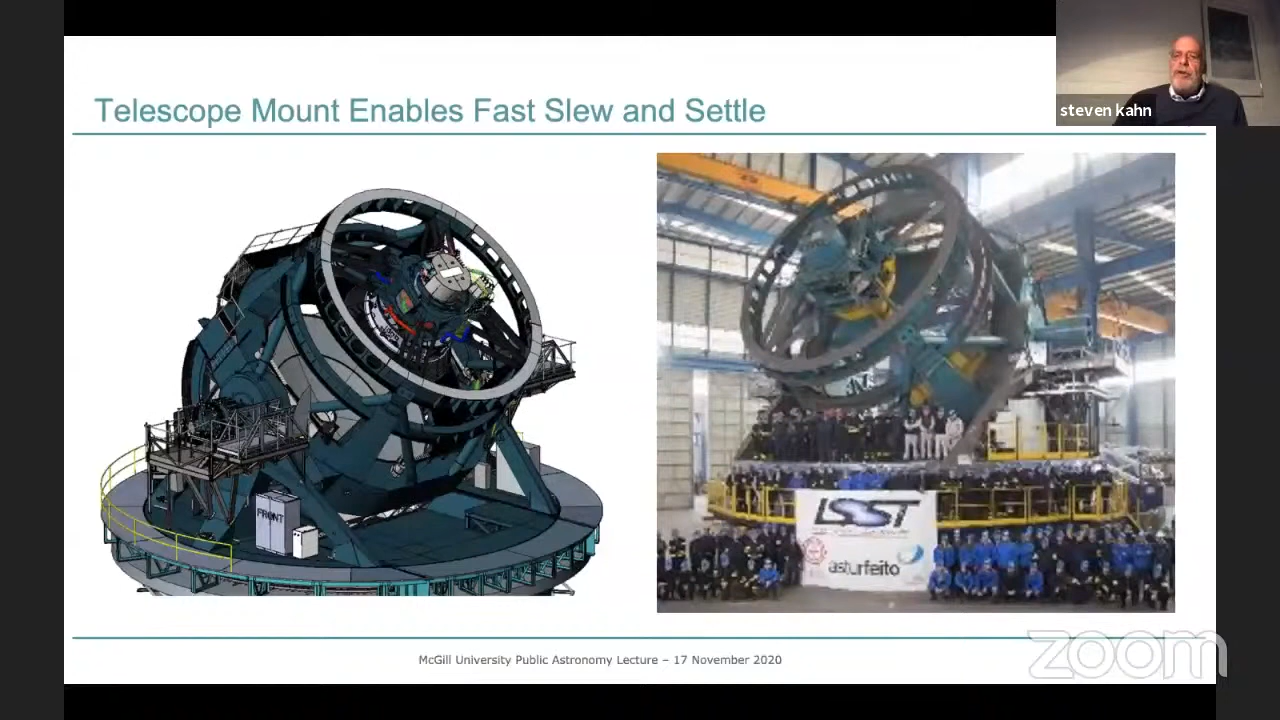 Telescope Mount Enables Fast Slew and Settle
steven kahn
FRONT
LSST
asturfeito
McGill University Public Astronomy Lecture – 17 November 2020
zoom